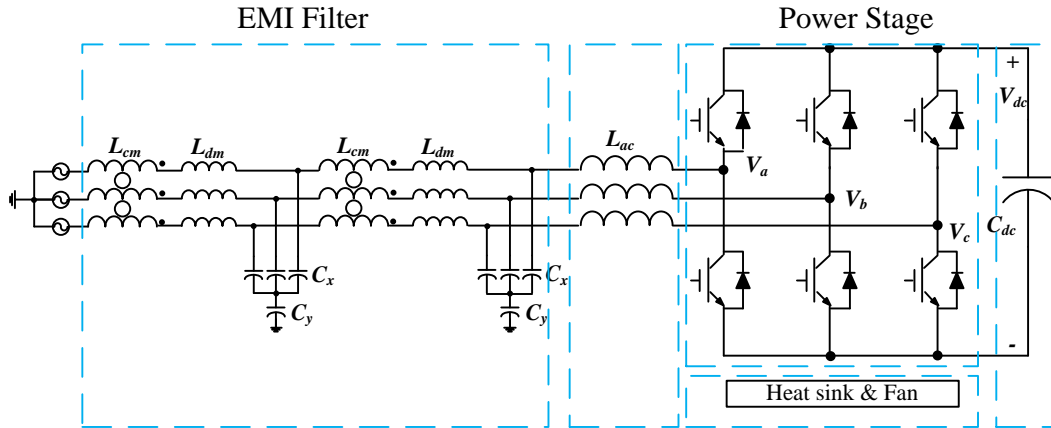 EMI Filter
Power Stage
+
V_dc
L_cm
L_dm
L_cm
L_dm
L_ac
V_a
V_b
V_c
C_dc
C_x
C_x
C_y
C_y
-
Heat sink & Fan